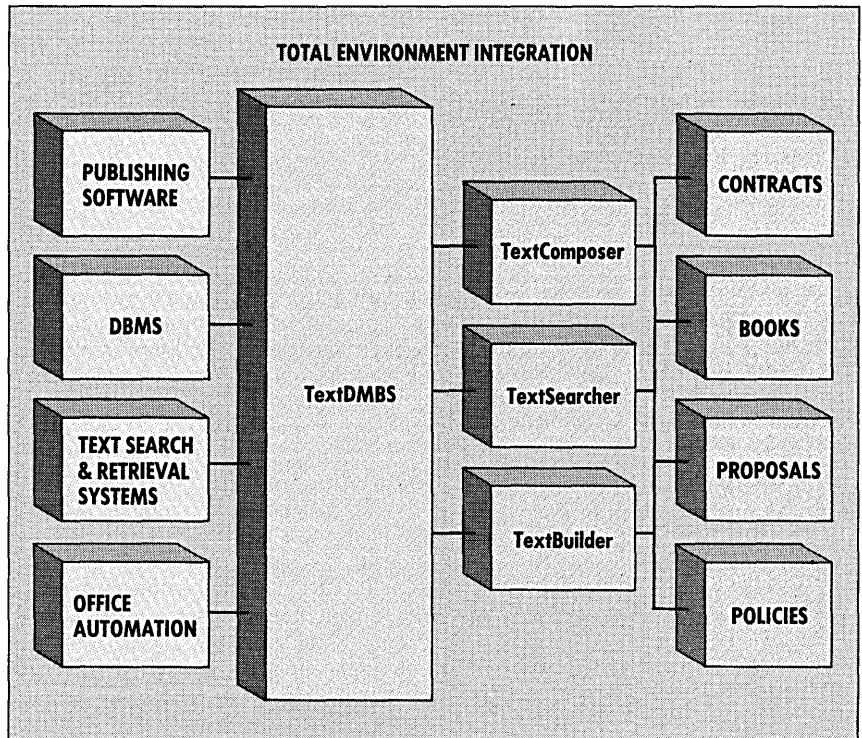 TOTAL ENVIRONMENT INTEGRATION
PUBLISHING
SOFTWARE
DBMS
TEXT SEARCH
& RETRIEVAL
SYSTEMS
OFFICE
AUTOMATION
TextDMBS
TextComposer
TextSearcher
TextBuilder
CONTRACTS
BOOKS
PROPOSALS
POLICIES